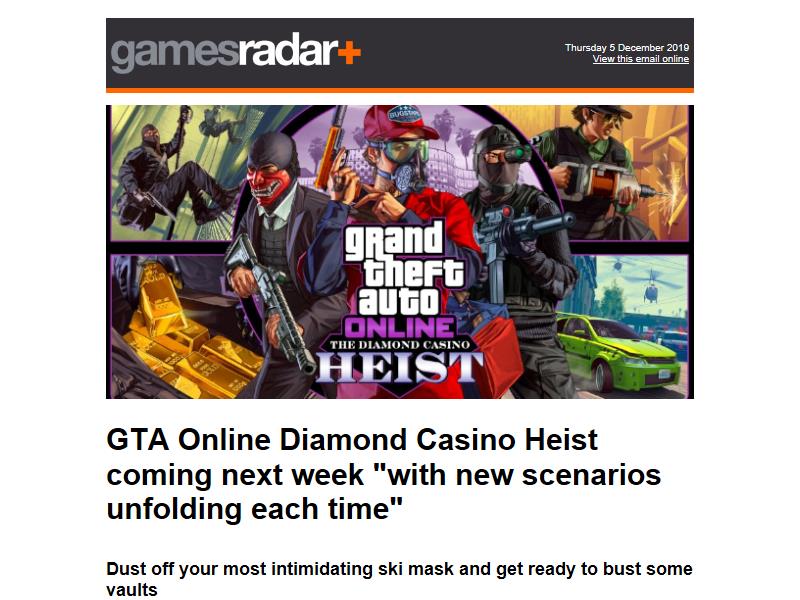 gamesradar+
Thursday 5 December 2019
View this email online
BUGSTARS
grand
theft
auto
ONLINE
THE DIAMOND CASINO
HEIST
GTA Online Diamond Casino Heist
coming next week "with new scenarios
unfolding each time"
Dust off your most intimidating ski mask and get ready to bust some
vaults